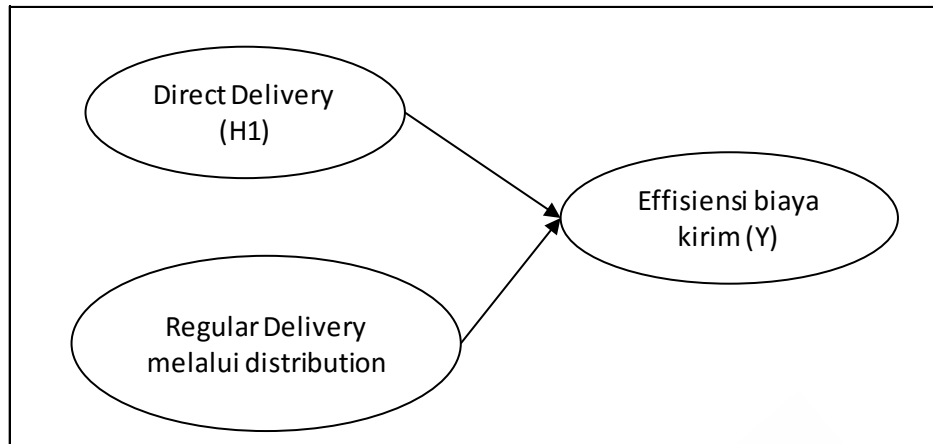 Direct Delivery
(H1)
Effisiensi biaya
kirim (Y)
Regular Delivery
melalui distribution